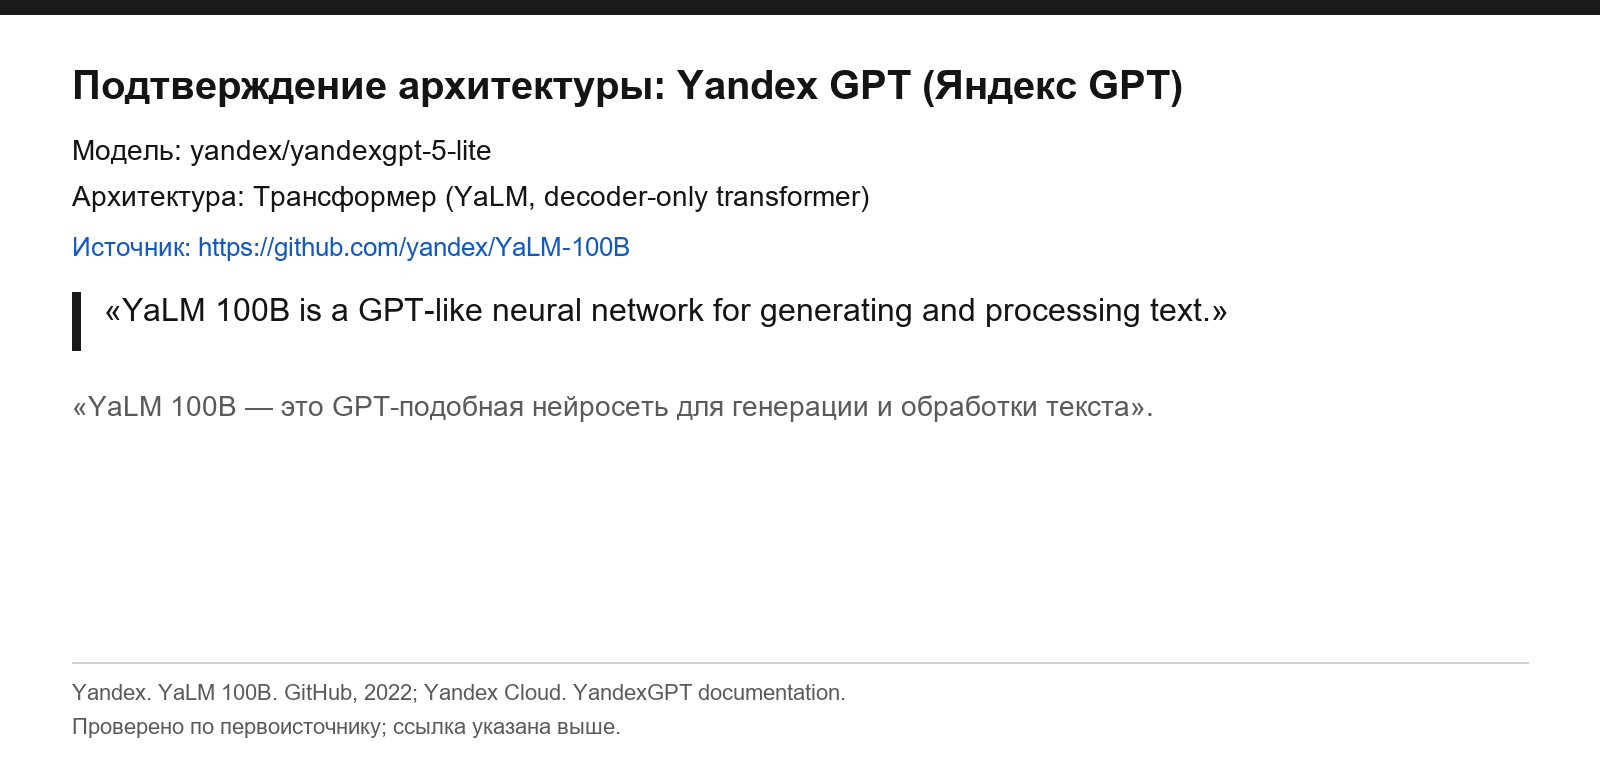 Подтверждение архитектуры: Yandex GPT (Яндекс GPT)
Модель: yandex/yandexgpt-5-lite
Архитектура: Трансформер (YaLM, decoder-only transformer)
Источник: https://github.com/yandex/YaLM-100B
«YaLM 100B is a GPT-like neural network for generating and processing text.»
«YaLM 100B — это GPT-подобная нейросеть для генерации и обработки текста».
Yandex. YaLM 100B. GitHub, 2022; Yandex Cloud. YandexGPT documentation.
Проверено по первоисточнику; ссылка указана выше.